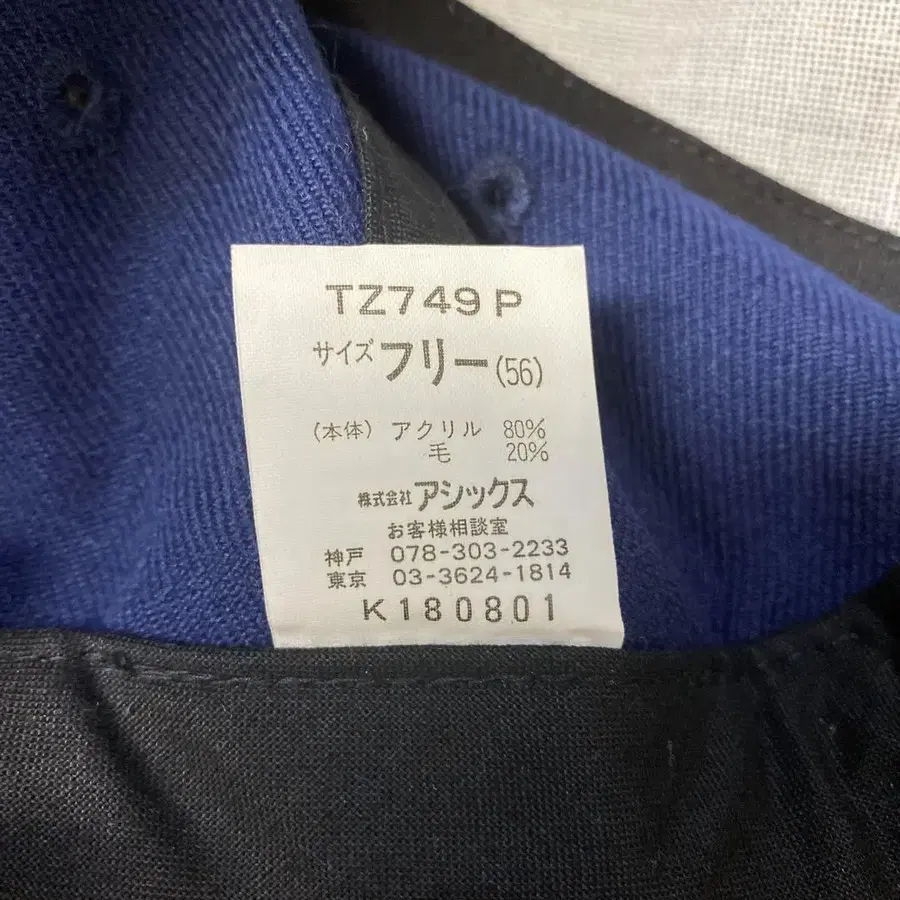 TZ749P
サイズ フリー(56)
(本体) アクリル 80%
毛 20%
株式会社 アシックス
お客様相談室
神戸 078-303-2233
東京 03-3624-1814
K180801